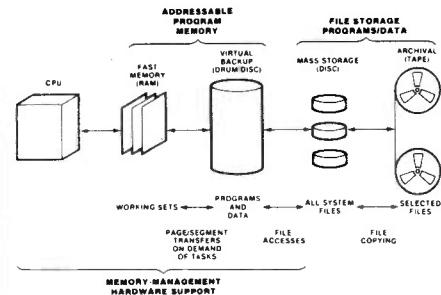 ADDRESSABLE
PROGRAM
MEMORY
FILE STORAGE
PROGRAMS/DATA
CPU
FAST
MEMORY
(RAM)
VIRTUAL
BACKUP
(DRUM DISC)
MASS STORAGE
(DISC)
ARCHIVAL
(TAPE)
WORKING SETS
PROGRAMS
AND
DATA
ALL SYSTEM
FILES
SELECTED
FILES
PAGE/SEGMENT
TRANSFERS
ON DEMAND
OF TASKS
FILE
ACCESSES
FILE
COPYING
MEMORY-MANAGEMENT
HARDWARE SUPPORT